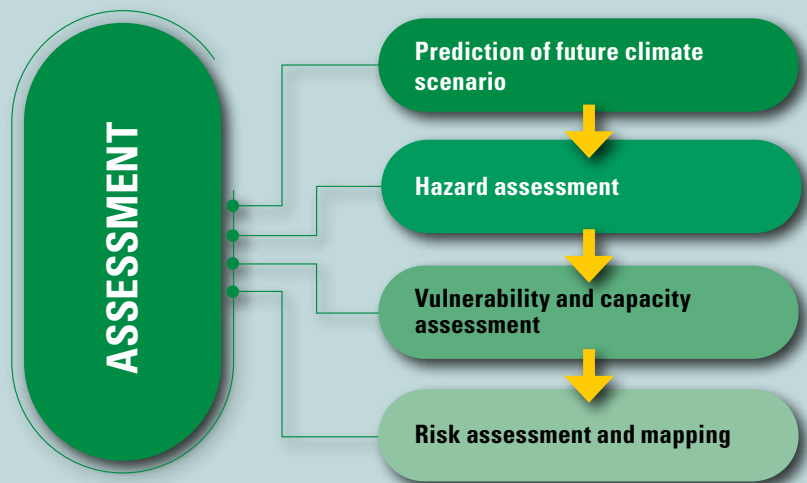 ASSESSMENT
Prediction of future climate
scenario
Hazard assessment
Vulnerability and capacity
assessment
Risk assessment and mapping